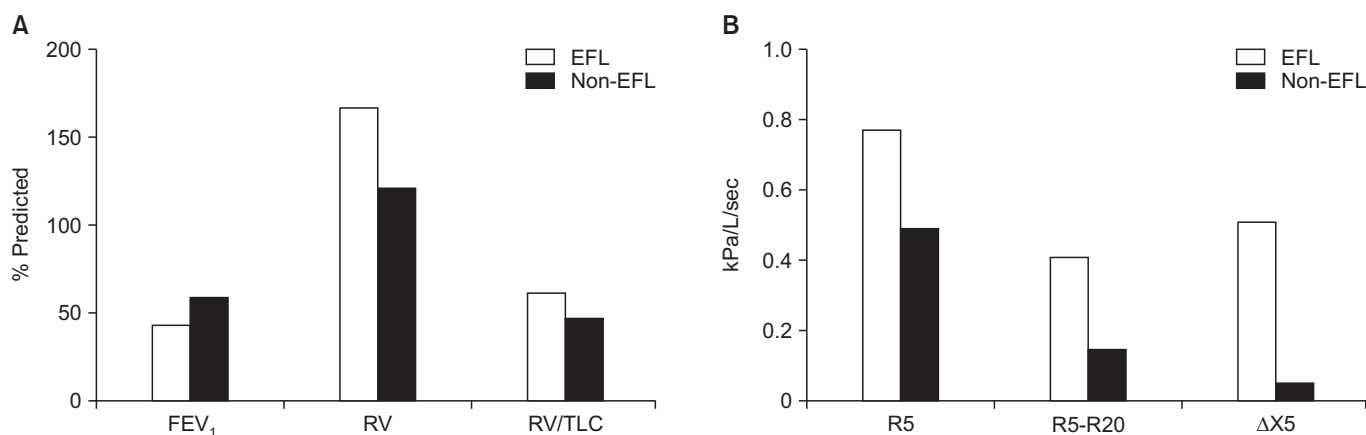 A
200
150
100
50
0
% Predicted
EFL
Non-EFL
FEV₁
RV
RV/TLC
B
1.0
0.8
0.6
0.4
0.2
0
kPa/L/sec
EFL
Non-EFL
R5
R5-R20
ΔX5